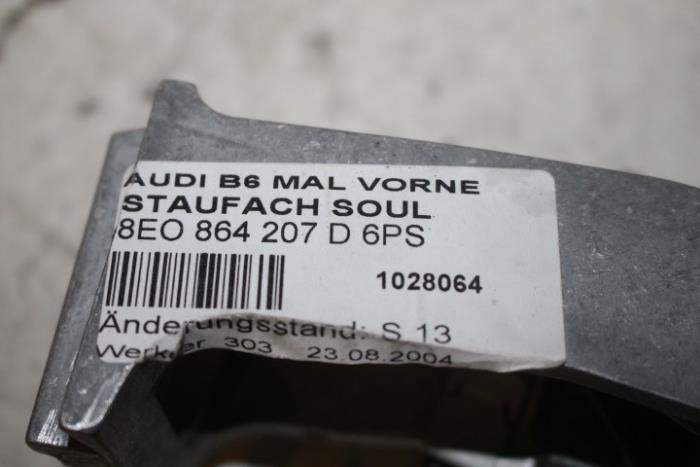 AUDI B6 MAL VORNE
STAUFACH SOUL
8EO 864 207 D 6PS
1028064
Änderungsstand: S 13
303 23.08.2004